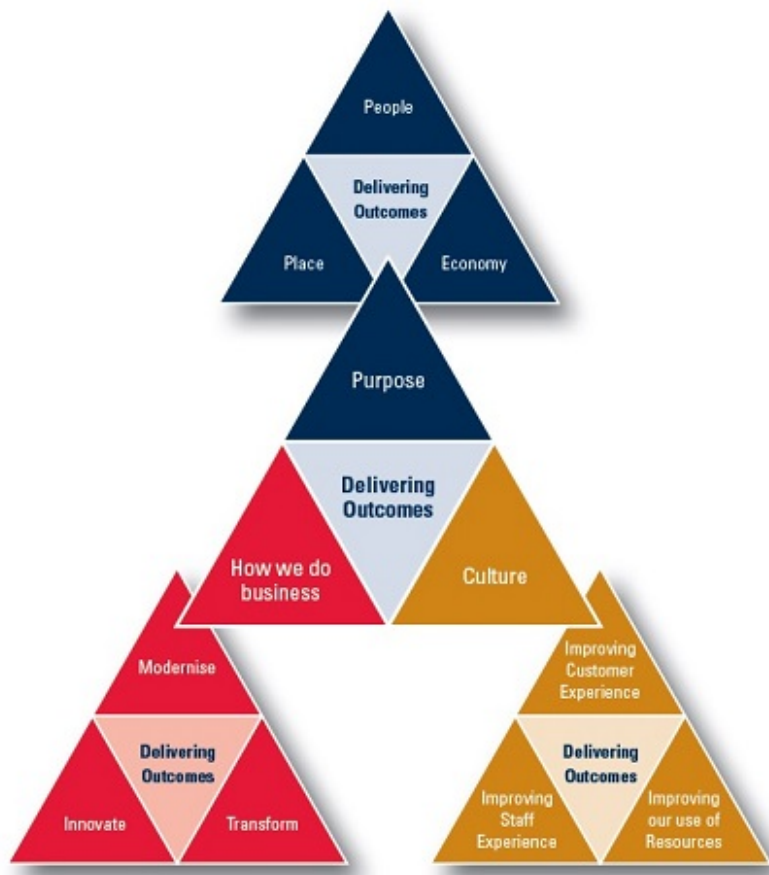 People
Delivering
Outcomes
Place
Economy
Purpose
Delivering
Outcomes
How we do
business
Culture
Modernise
Delivering
Outcomes
Innovate
Transform
Improving
Customer
Experience
Delivering
Outcomes
Improving
Staff
Experience
Improving
our use of
Resources